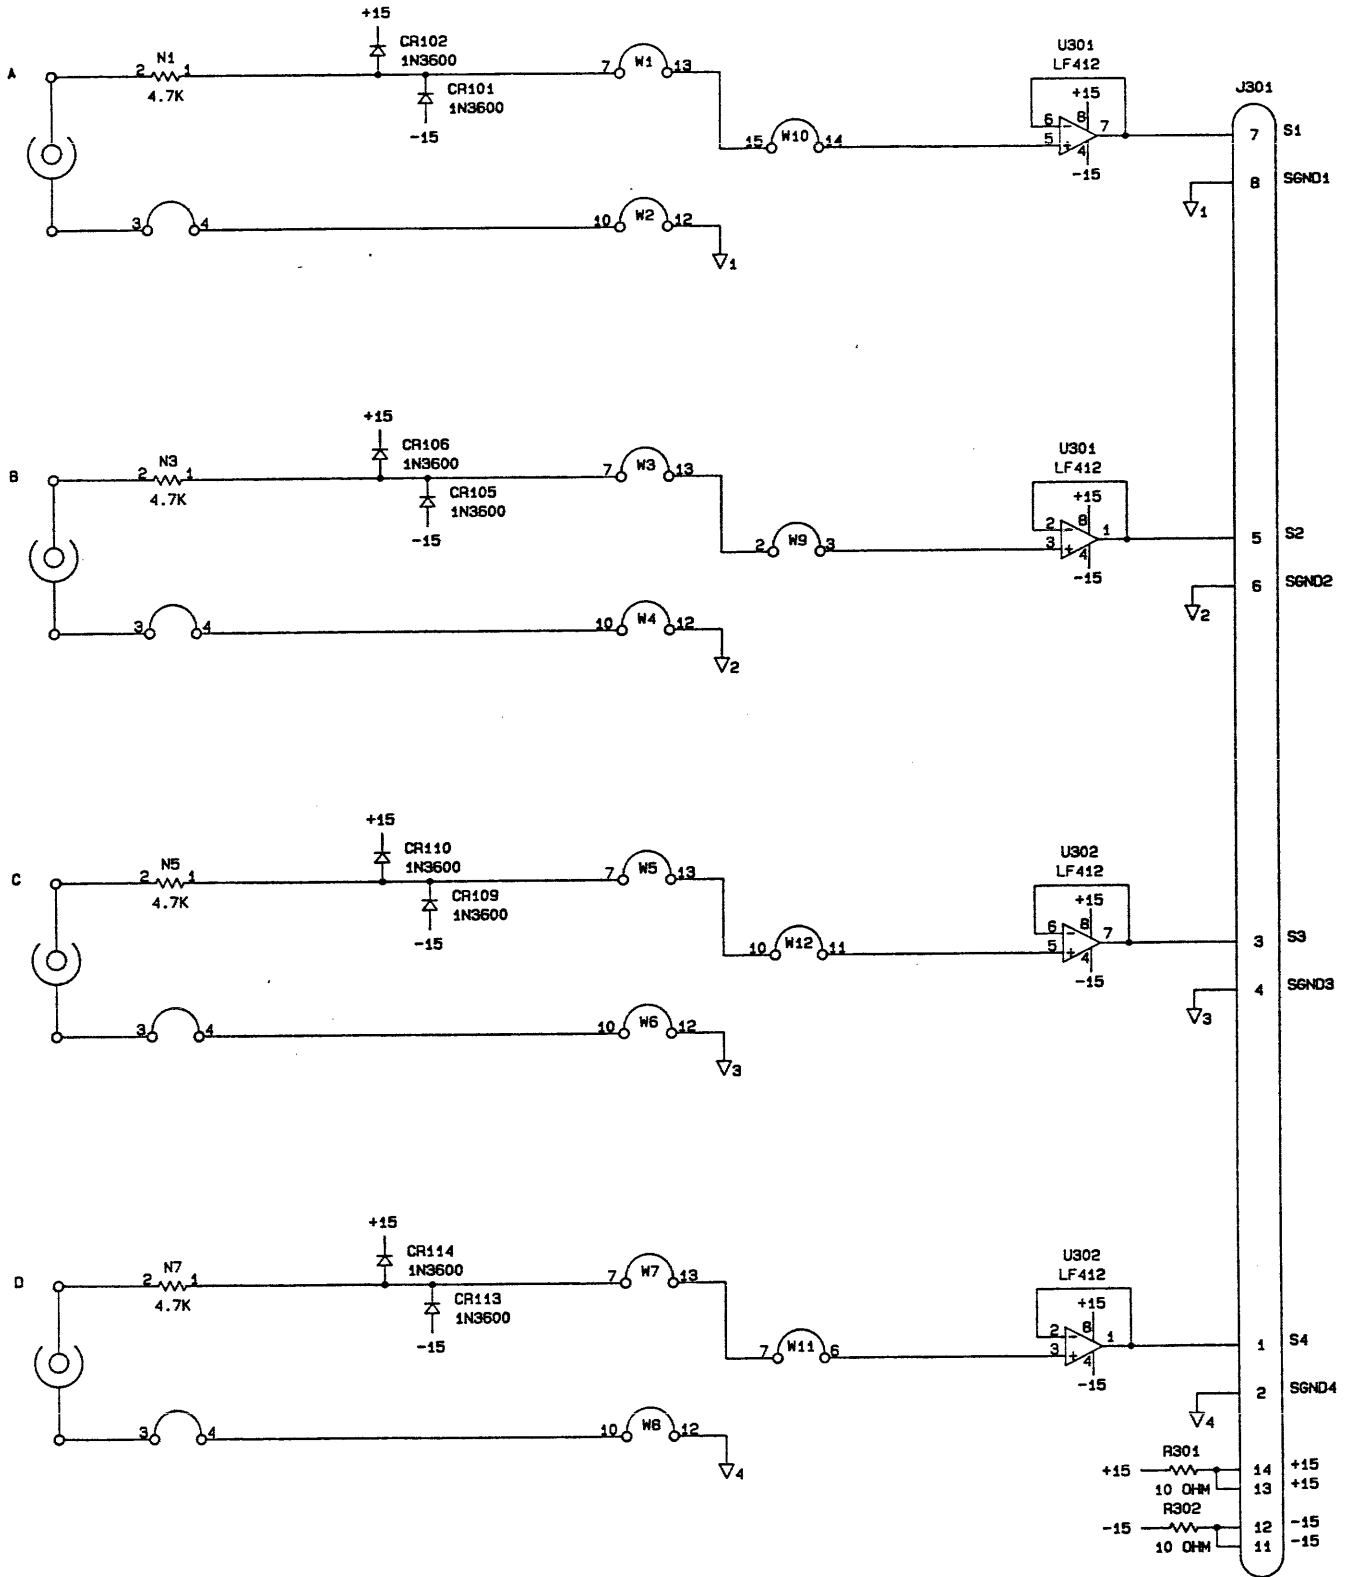 +15
CR102
1N3600
A
N1
2 1
4.7K
CR101
1N3600
-15
7 W1 13
15 W10 14
U301
LF412
+15
6 - 8 7
5 + 4
-15
J301
7 S1
8 SGND1
1
3 4
10 W2 12
1
+15
CR106
1N3600
B
N3
2 1
4.7K
CR105
1N3600
-15
7 W3 13
2 W9 3
U301
LF412
+15
2 - 8 1
3 + 4
-15
5 S2
6 SGND2
2
3 4
10 W4 12
2
+15
CR110
1N3600
C
N5
2 1
4.7K
CR109
1N3600
-15
7 W5 13
10 W12 11
U302
LF412
+15
6 - 8 7
5 + 4
-15
3 S3
4 SGND3
3
3 4
10 W6 12
3
+15
CR114
1N3600
D
N7
2 1
4.7K
CR113
1N3600
-15
7 W7 13
7 W11 6
U302
LF412
+15
2 - 8 1
3 + 4
-15
1 S4
2 SGND4
4
3 4
10 W8 12
4
R301
+15 14 +15
10 OHM 13 +15
R302
-15 12 -15
10 OHM 11 -15